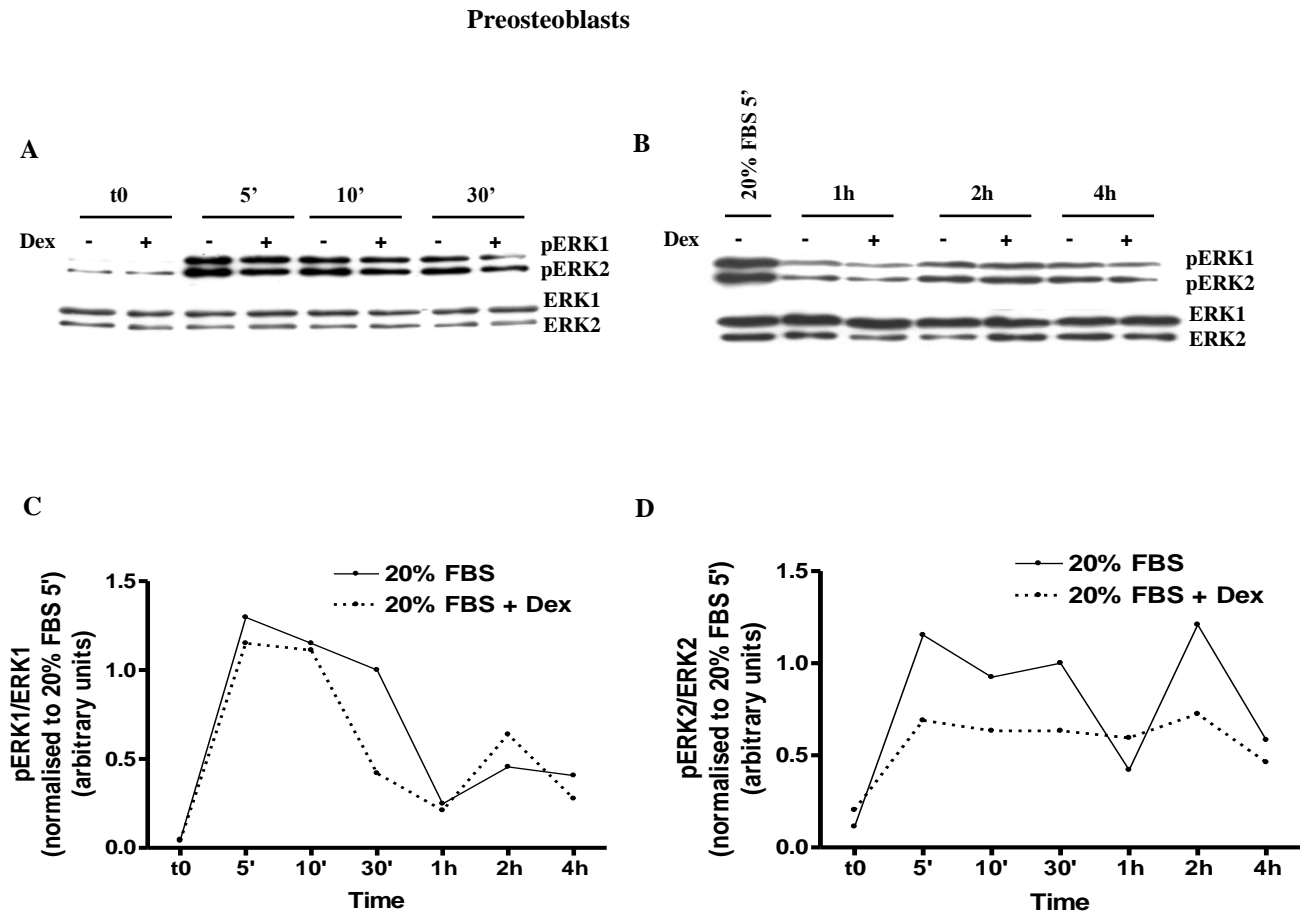 Preosteoblasts
A
t0 5’ 10’ 30’
Dex - + - + - + - + pERK1
pERK2
ERK1
ERK2
B
20% FBS 5’
1h 2h 4h
Dex - - + - + - +
pERK1
pERK2
ERK1
ERK2
C
20% FBS
20% FBS + Dex
pERK1/ERK1
(normalised to 20% FBS 5')
(arbitrary units)
1.5
1.0
0.5
0.0
t0 5' 10' 30' 1h 2h 4h
Time
D
20% FBS
20% FBS + Dex
pERK2/ERK2
(normalised to 20% FBS 5')
(arbitrary units)
1.5
1.0
0.5
0.0
t0 5' 10' 30' 1h 2h 4h
Time